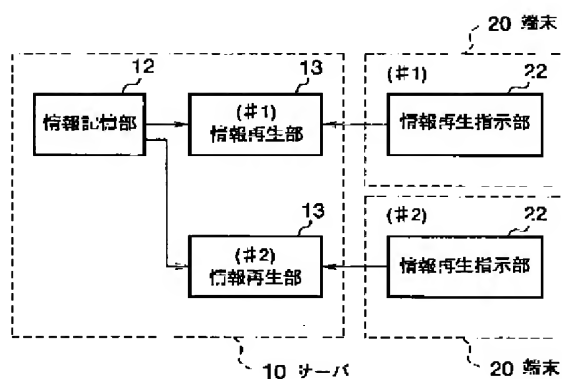 20 端末
12
13
(#1)
22
情報記憶部
(#1)
情報再生部
情報再生指示部
13
(#2)
22
(#2)
情報再生部
情報再生指示部
10 サーバ
20 端末